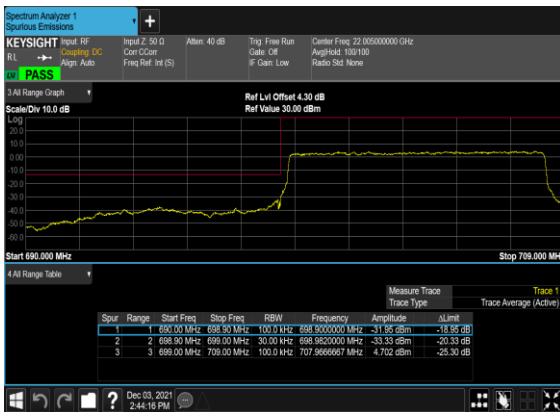 Spectrum Analyzer 1
Spurious Emissions
+
KEYSIGHT Input: RF Input Z: 50 Ω Atten: 40 dB Trig: Free Run Center Freq: 22.005000000 GHz
RL Coupling: DC Corr CCorr Gate: Off Avg|Hold: 100/100
Align: Auto Freq Ref: Int (S) IF Gain: Low Radio Std: None
PASS
3 All Range Graph
Ref Lvl Offset 4.30 dB
Scale/Div 10.0 dB Ref Value 30.00 dBm
Log
20.0
10.0
0.00
-10.0
-20.0
-30.0
-40.0
-50.0
-60.0
Start 690.000 MHz Stop 709.000 MH
4 All Range Table
Measure Trace Trace 1
Trace Type Trace Average (Active)
Spur Range Start Freq Stop Freq RBW Frequency Amplitude ΔLimit
1 1 690.00 MHz 698.90 MHz 100.0 kHz 698.9000000 MHz -31.95 dBm -18.95 dB
2 2 698.90 MHz 699.00 MHz 30.00 kHz 698.9820000 MHz -33.33 dBm -20.33 dB
3 3 699.00 MHz 709.00 MHz 100.0 kHz 707.9666667 MHz 4.702 dBm -25.30 dB
?
Dec 03, 2021
2:44:16 PM